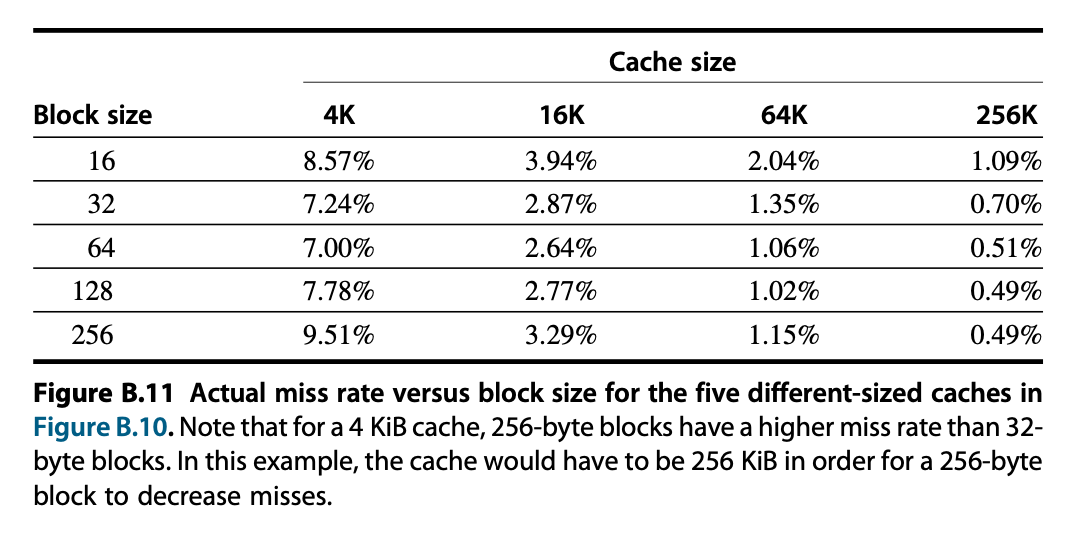 Cache size
Block size 4K 16K 64K 256K
16 8.57% 3.94% 2.04% 1.09%
32 7.24% 2.87% 1.35% 0.70%
64 7.00% 2.64% 1.06% 0.51%
128 7.78% 2.77% 1.02% 0.49%
256 9.51% 3.29% 1.15% 0.49%
Figure B.11 Actual miss rate versus block size for the five different-sized caches in
Figure B.10. Note that for a 4 KiB cache, 256-byte blocks have a higher miss rate than 32-
byte blocks. In this example, the cache would have to be 256 KiB in order for a 256-byte
block to decrease misses.